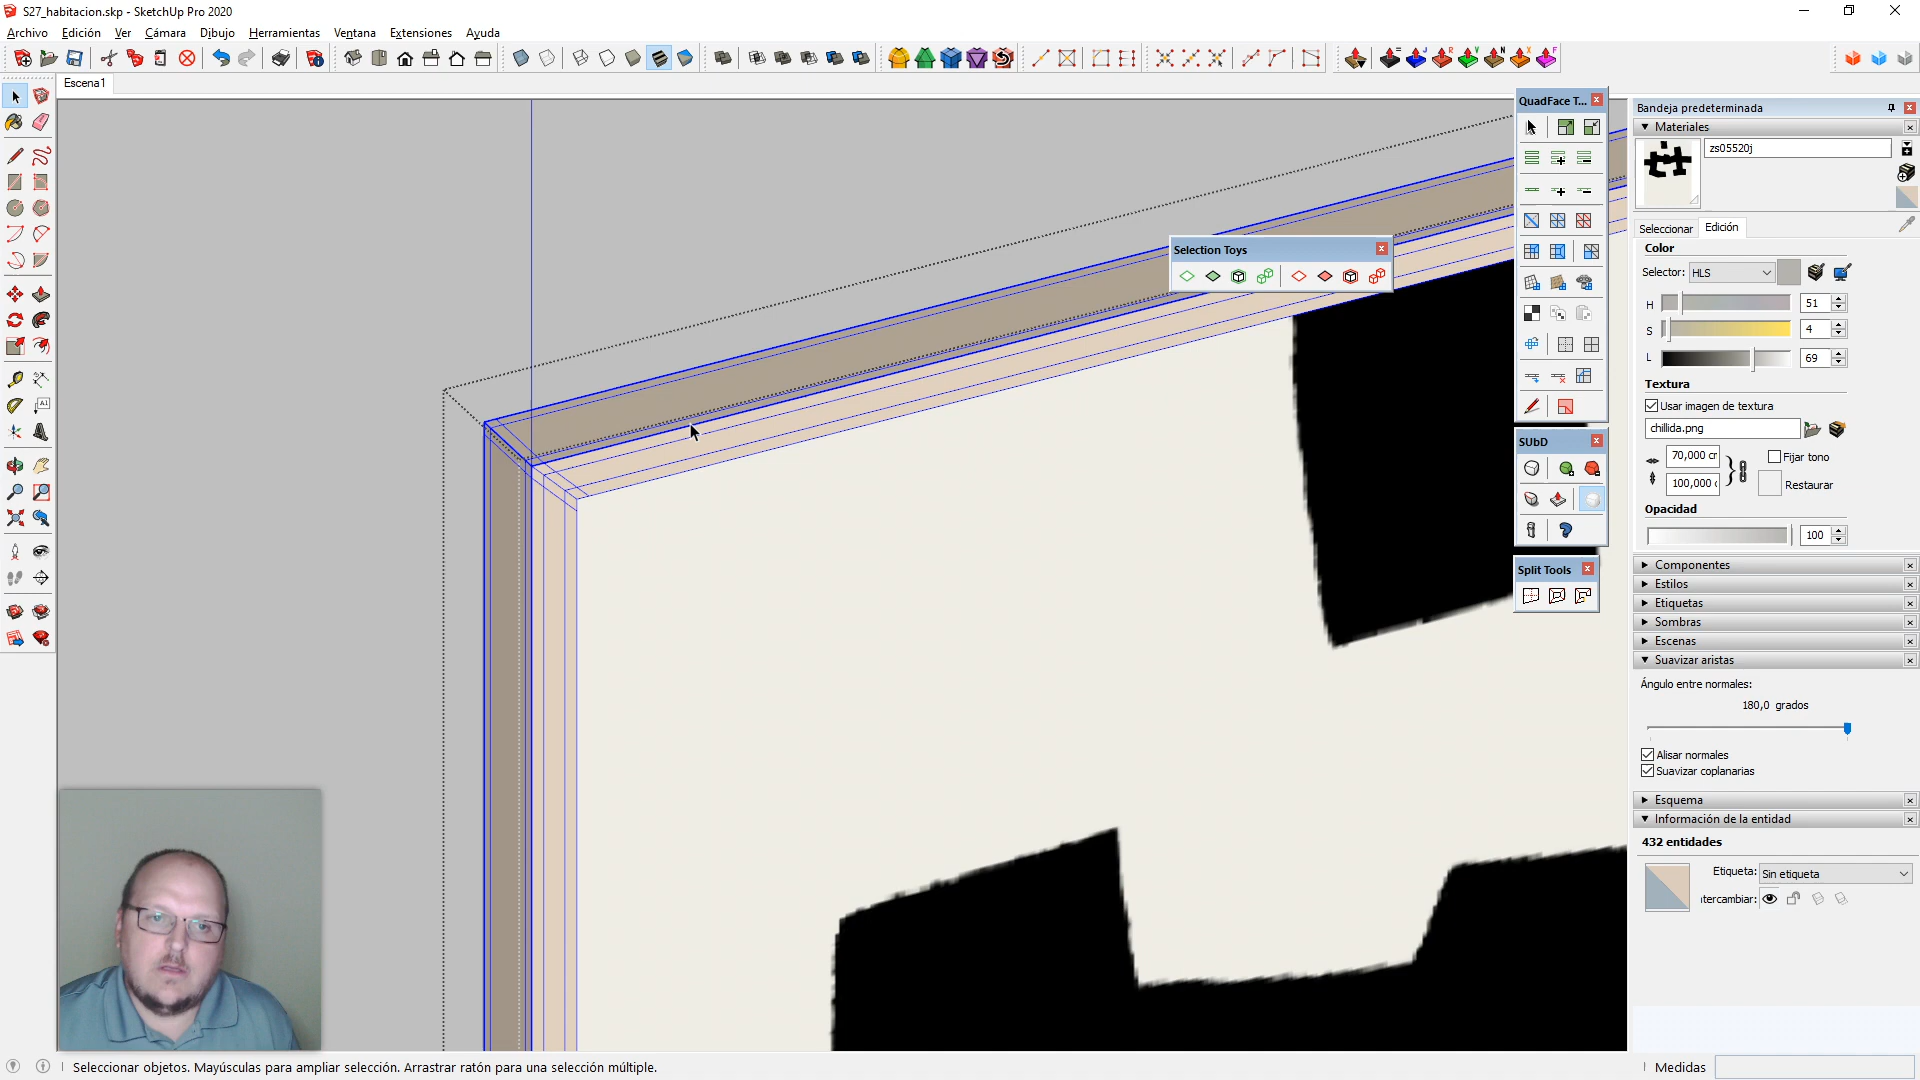 S27_habitacion.skp - SketchUp Pro 2020
Archivo Edición Ver Cámara Dibujo Herramientas Ventana Extensiones Ayuda
Escena1
QuadFace T...
Bandeja predeterminada
Materiales
zs05520j
Seleccionar Edición
Color
Selector: HLS
H 51
S 4
L 69
Textura
Usar imagen de textura
chillida.png
70,000 cr
Fijar tono
100,000 (
Restaurar
Opacidad
100
Selection Toys
SUbD
Split Tools
Componentes
Estilos
Etiquetas
Sombras
Escenas
Suavizar aristas
Ángulo entre normales:
180,0 grados
Alisar normales
Suavizar coplanarias
Esquema
Información de la entidad
432 entidades
Etiqueta: Sin etiqueta
ntercambiar:
Seleccionar objetos. Mayúsculas para ampliar selección. Arrastrar ratón para una selección múltiple.
Medidas